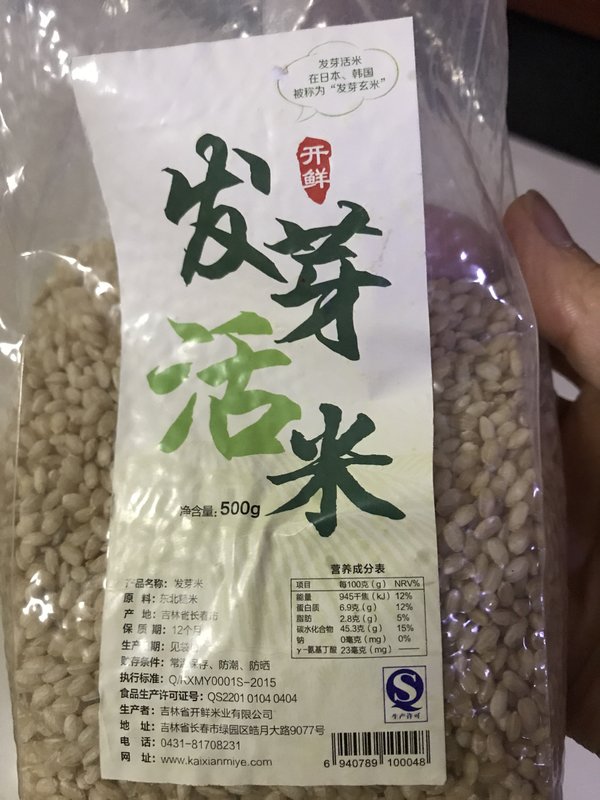 发芽活米
在日本、韩国
被称为“发芽玄米”
开鲜
发芽
活米
净含量: 500g
产品名称: 发芽米
原 料: 东北糙米
产 地: 吉林省长春市
保 质 期: 12个月
生产日期: 见袋
贮存条件: 常温保存、防潮、防晒
执行标准: Q/KXMY0001S-2015
食品生产许可证号: QS2201 0104 0404
生产者: 吉林省开鲜米业有限公司
地 址: 吉林省长春市绿园区皓月大路9077号
电 话: 0431-81708231
网 址: www.kaixianmiye.com
营养成分表
项目 每100克 (g) NRV%
能量 945千焦 (kJ) 12%
蛋白质 6.9克 (g) 12%
脂肪 2.8克 (g) 5%
碳水化合物 45.3克 (g) 15%
钠 0毫克 (mg) 0%
γ-氨基丁酸 23毫克 (mg) ——
S
生产许可
6 940789 100048